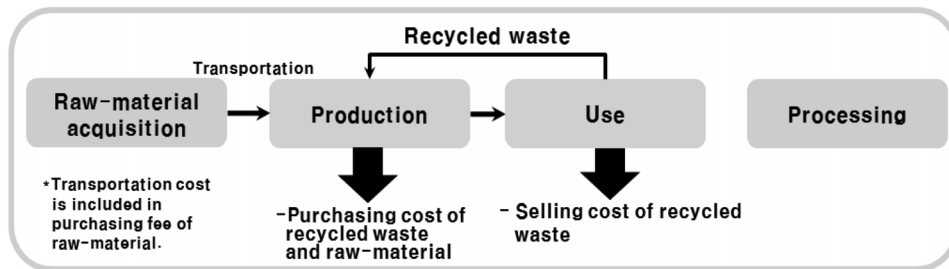 Recycled waste
Transportation
Raw-material
acquisition
Production
Use
Processing
*Transportation cost
is included in
purchasing fee of
raw-material.
-Purchasing cost of
recycled waste
and raw-material
- Selling cost of recycled
waste